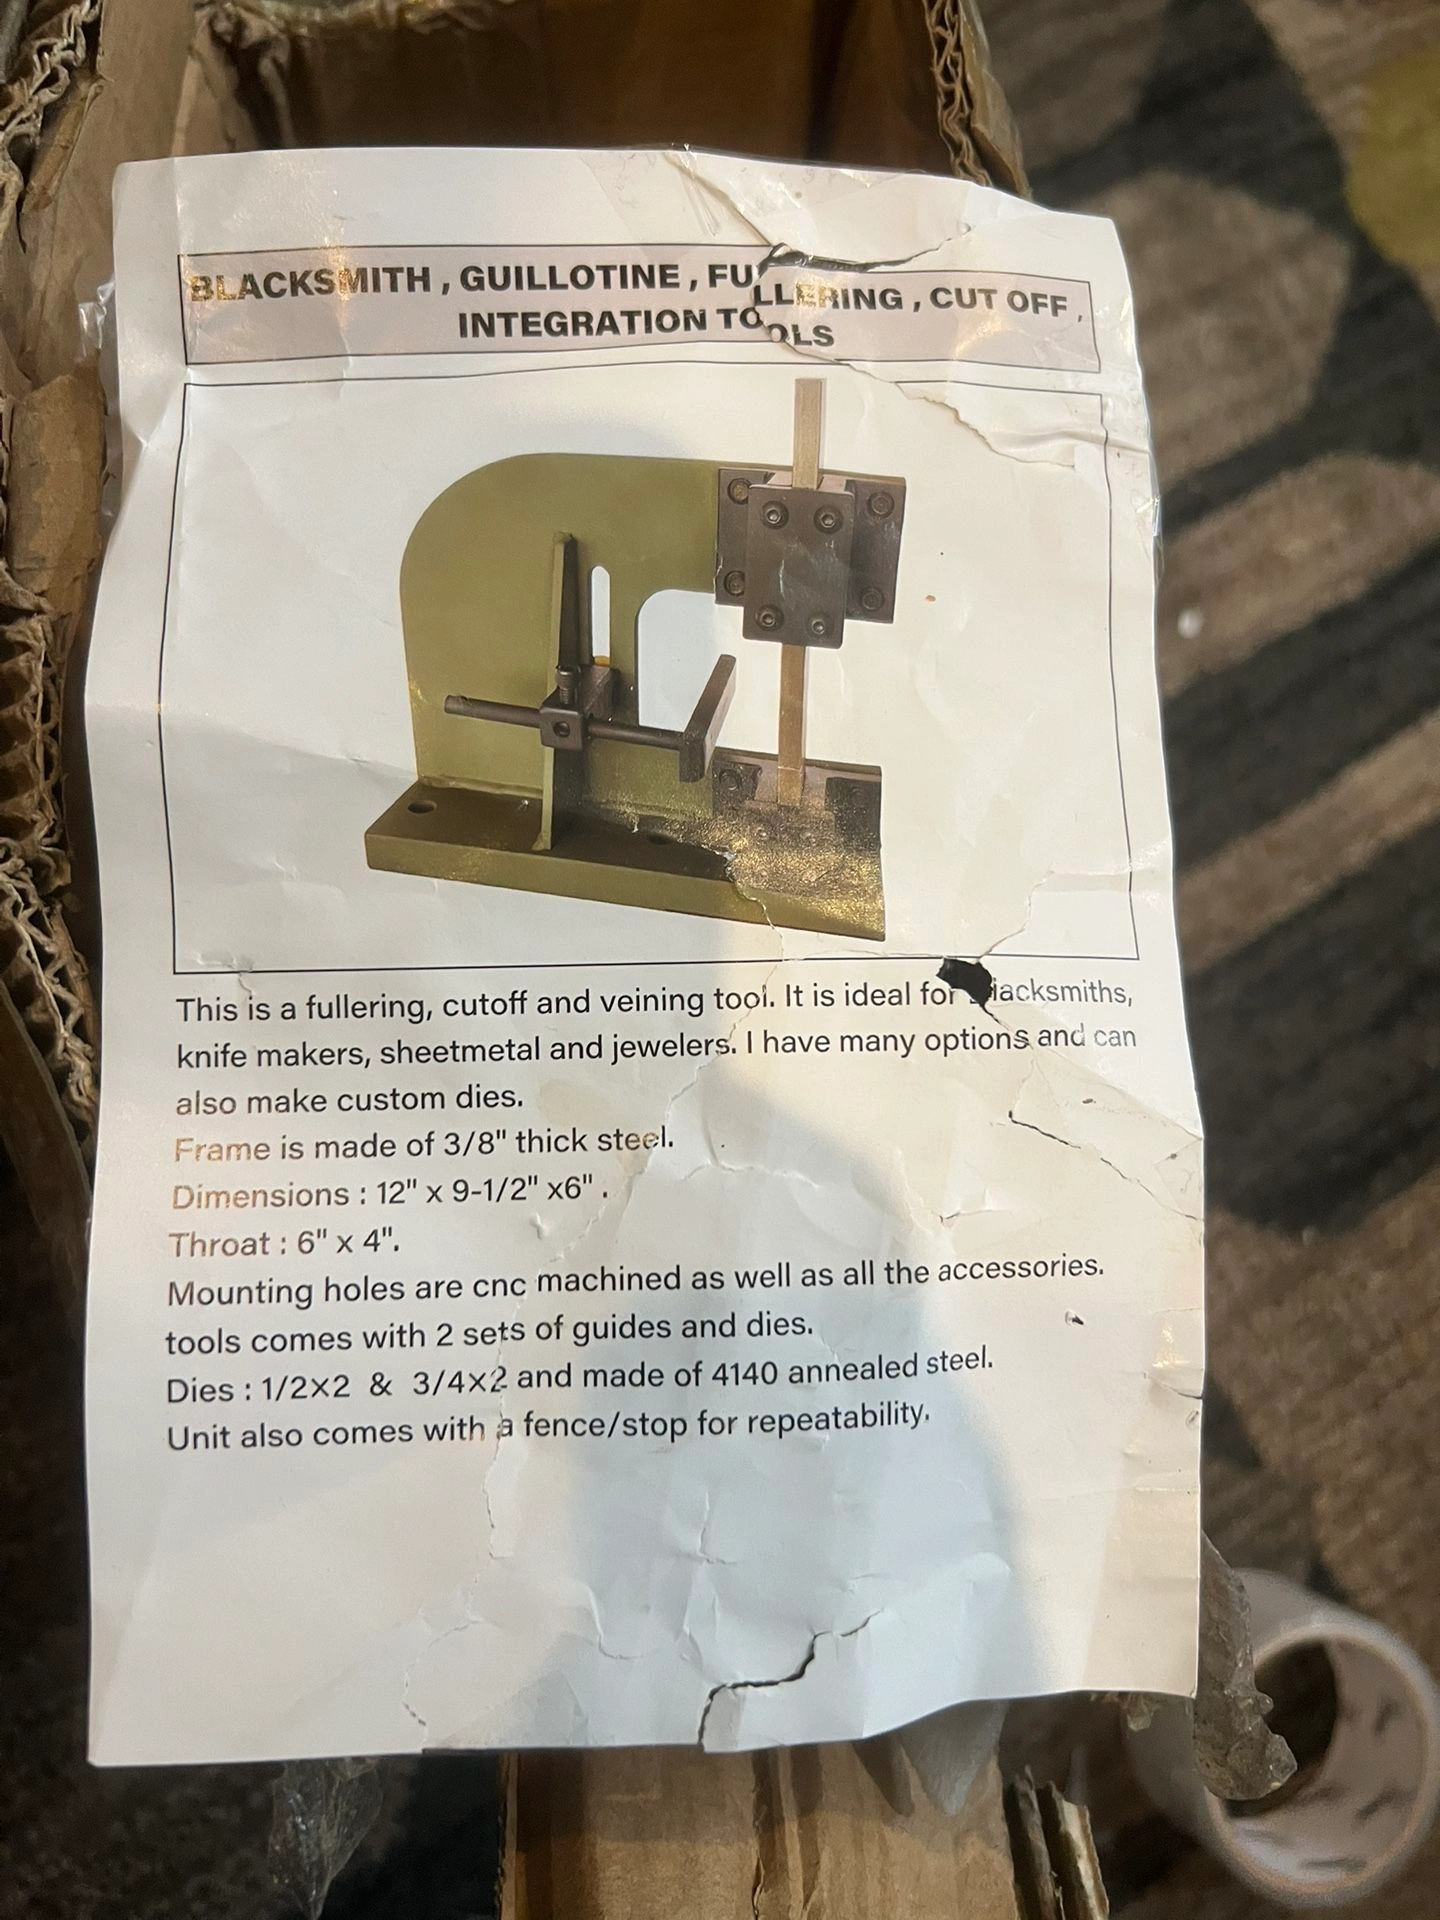 BLACKSMITH , GUILLOTINE , FULLERING , CUT OFF ,
INTEGRATION TOOLS
This is a fullering, cutoff and veining tool. It is ideal for blacksmiths,
knife makers, sheetmetal and jewelers. I have many options and can
also make custom dies.
Frame is made of 3/8" thick steel.
Dimensions : 12" x 9-1/2" x6" .
Throat : 6" x 4".
Mounting holes are cnc machined as well as all the accessories.
tools comes with 2 sets of guides and dies.
Dies : 1/2x2 & 3/4x2 and made of 4140 annealed steel.
Unit also comes with a fence/stop for repeatability.